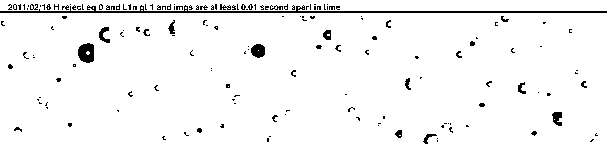 2011/02/16 H reject eq 0 and L1n gt 1 and imgs are at least 0.01 second apart in time